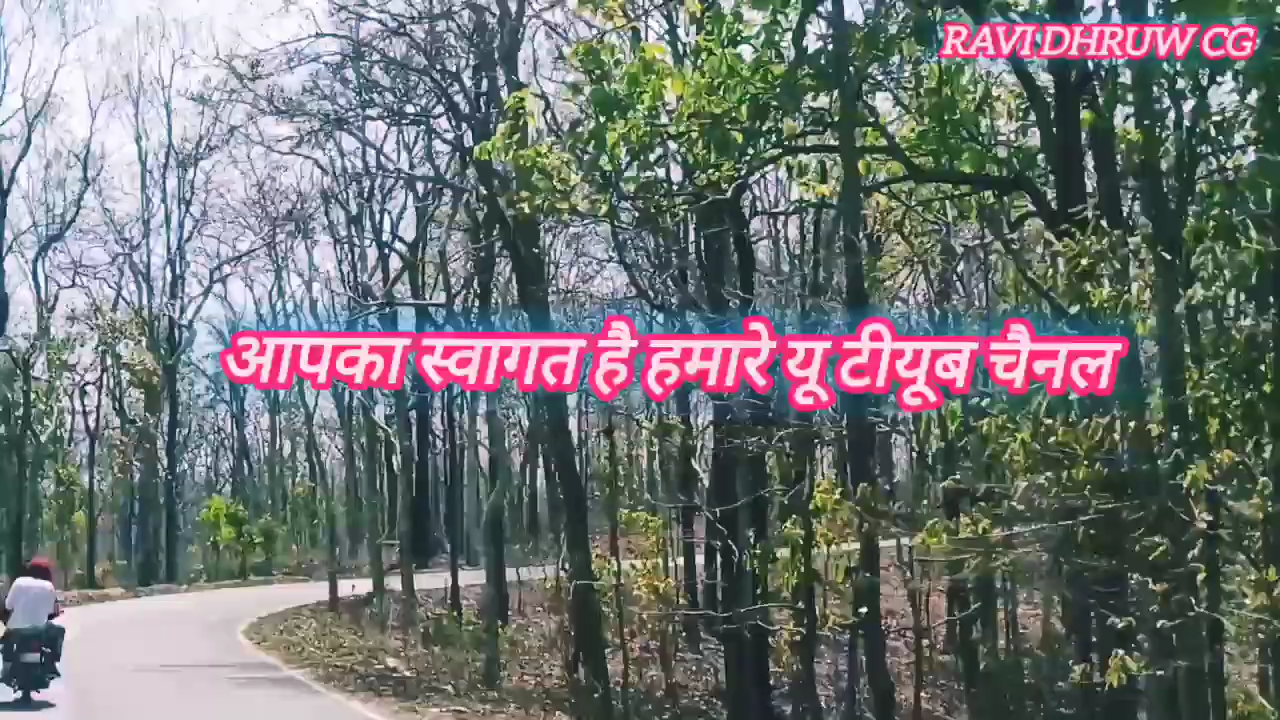 RAVI DHRUW CG
आपका स्वागत है हमारे यू टीयूब चैनल